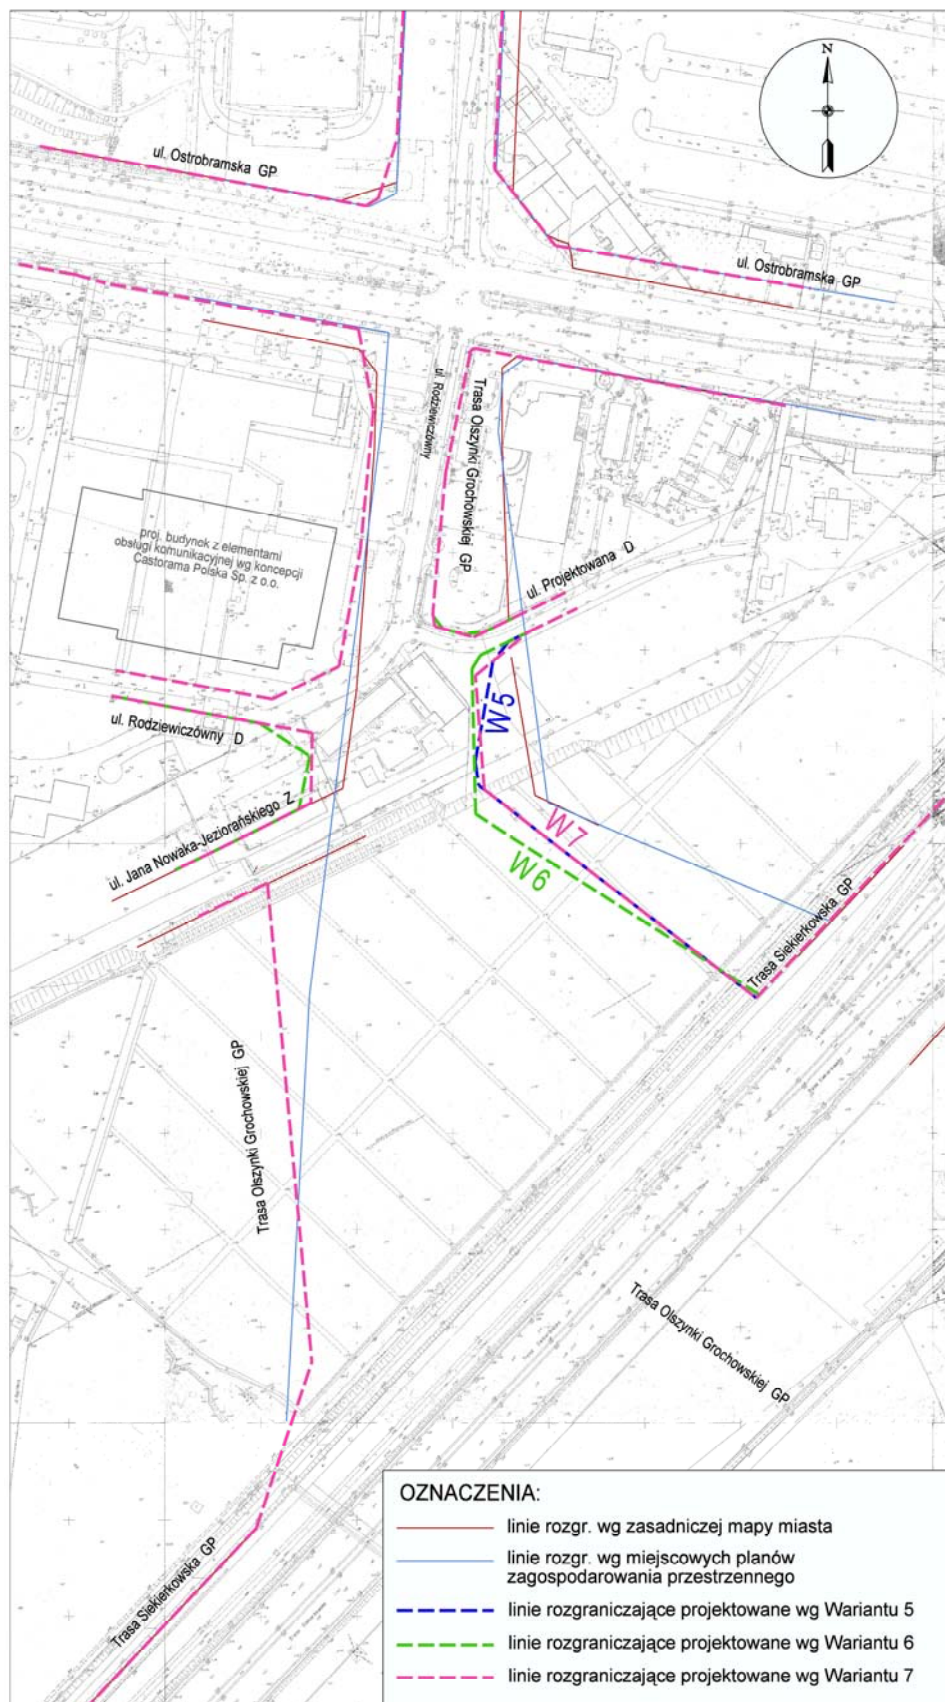 N
ul. Ostrobramska GP
ul. Ostrobramska GP
ul. Rodziewiczówny
Trasa Olszynki Grochowskiej GP
proj. budynek z elementami
obsługi komunikacyjnej wg koncepcji
Castorama Polska Sp. z o.o.
ul. Projektowana D
W5
ul. Rodziewiczówny D
ul. Jana Nowaka-Jeziorańskiego Z
W7
W6
Trasa Siekierkowska GP
Trasa Olszynki Grochowskiej GP
Trasa Olszynki Grochowskiej GP
Trasa Siekierkowska GP
OZNACZENIA:
linie rozgr. wg zasadniczej mapy miasta
linie rozgr. wg miejscowych planów
zagospodarowania przestrzennego
linie rozgraniczające projektowane wg Wariantu 5
linie rozgraniczające projektowane wg Wariantu 6
linie rozgraniczające projektowane wg Wariantu 7